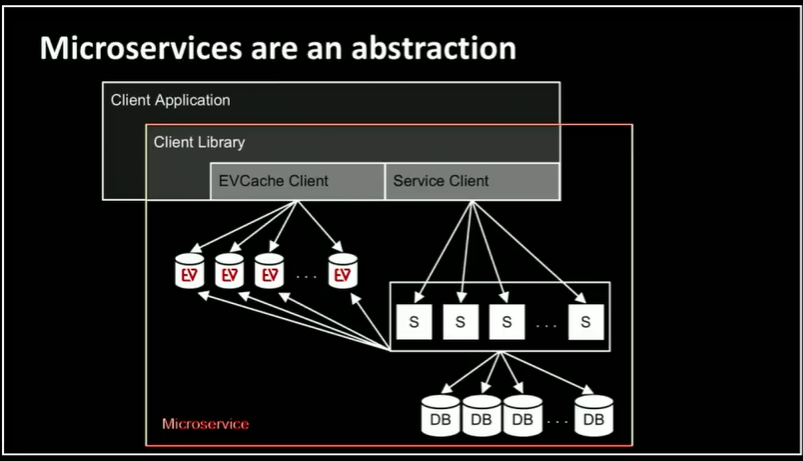 Microservices are an abstraction
Client Application
Client Library
EVCache Client Service Client
EV EV EV ... EV
S S S ... S
DB DB DB ... DB
Microservice